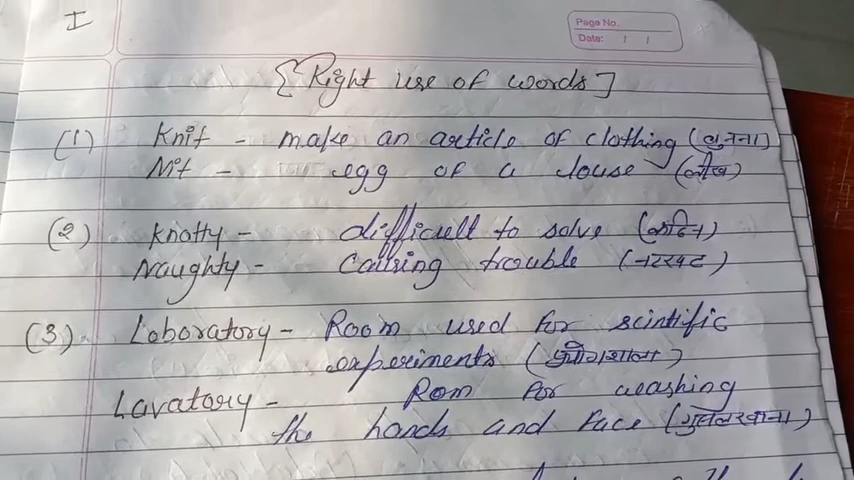 I
Page No.
Date: / /
{Right use of words]
(1) Knit - make an article of clothing (बुनना)
Nit - egg of a louse (लीख)
(2) Knotty - difficult to solve (कठिन)
Naughty - Causing trouble (नटखट)
(3) Loboratory - Room used for scintific
experiments (प्रयोगशाला)
Lavatory - Rom for washing
the hands and face (गुसलखाना)